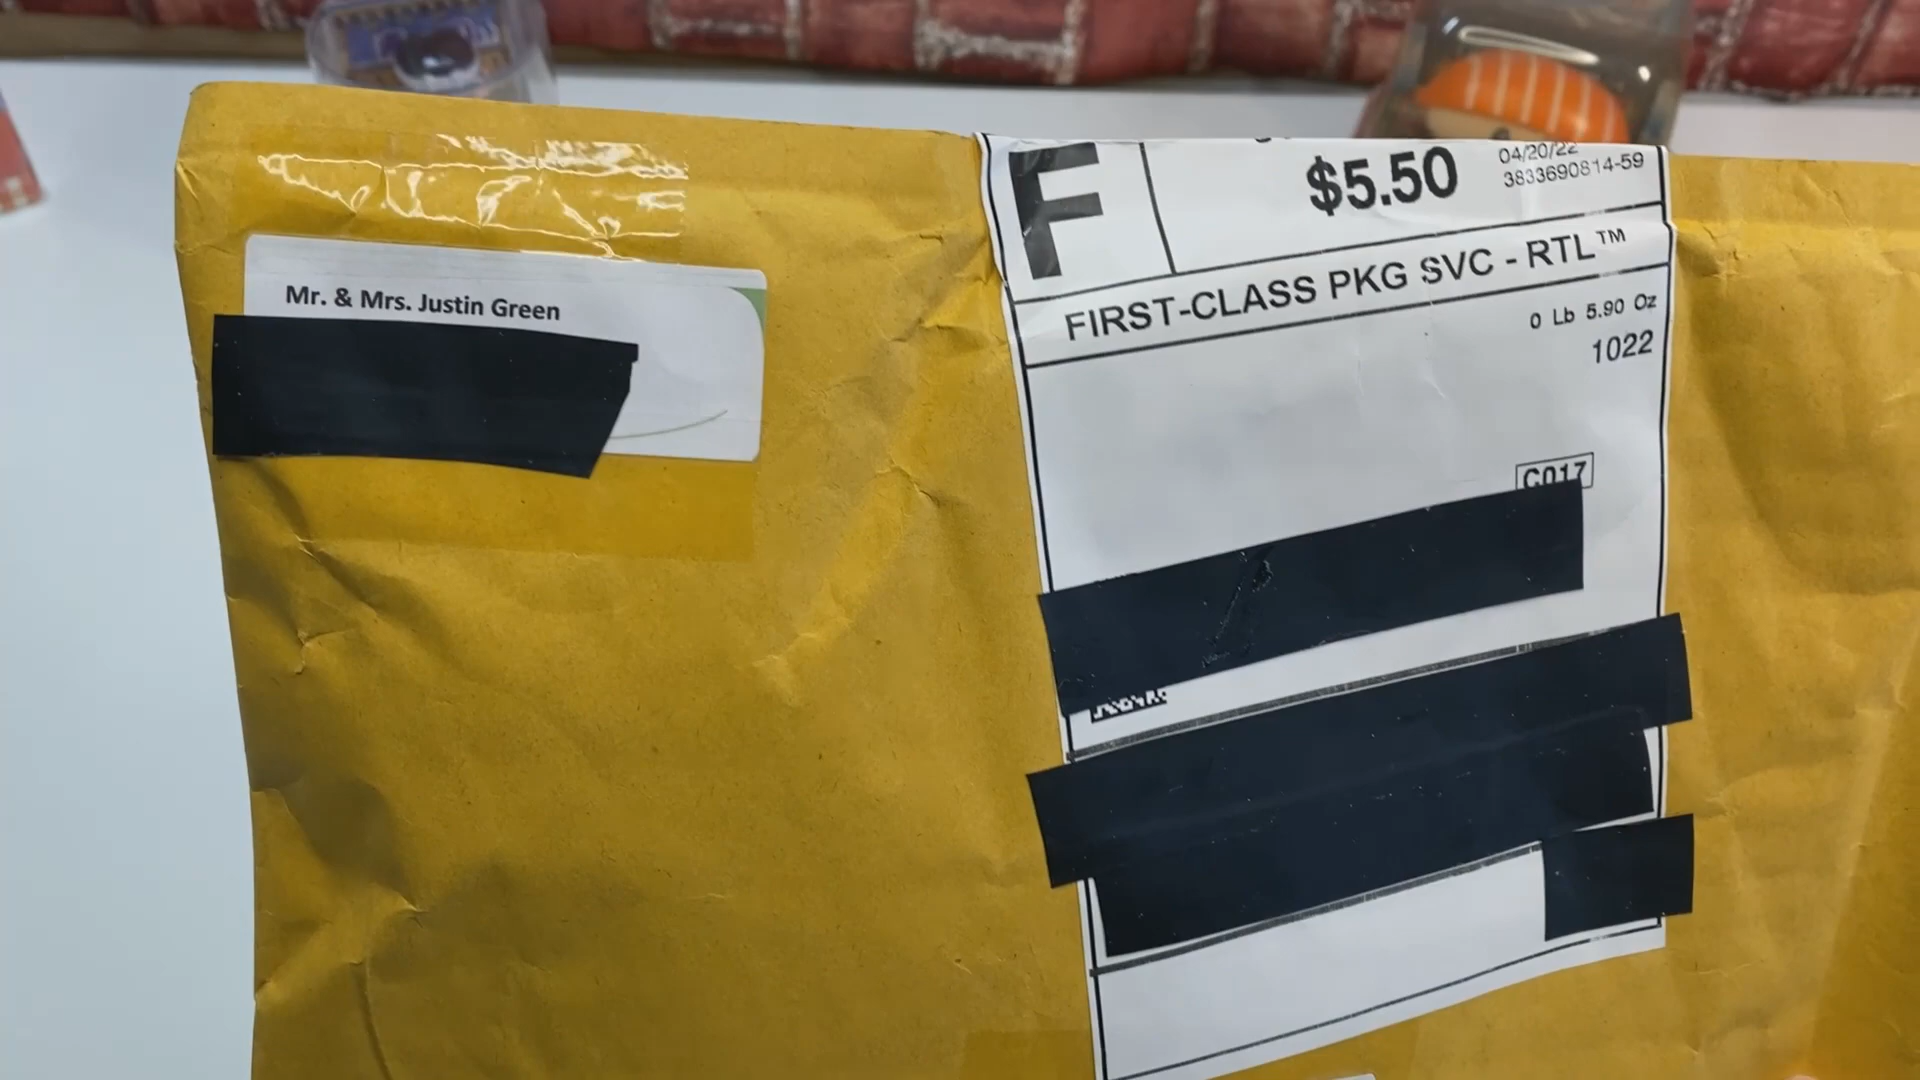 Mr. & Mrs. Justin Green
F
$5.50
04/20/22
3833690814-59
FIRST-CLASS PKG SVC - RTL™
0 Lb 5.90 Oz
1022
C017